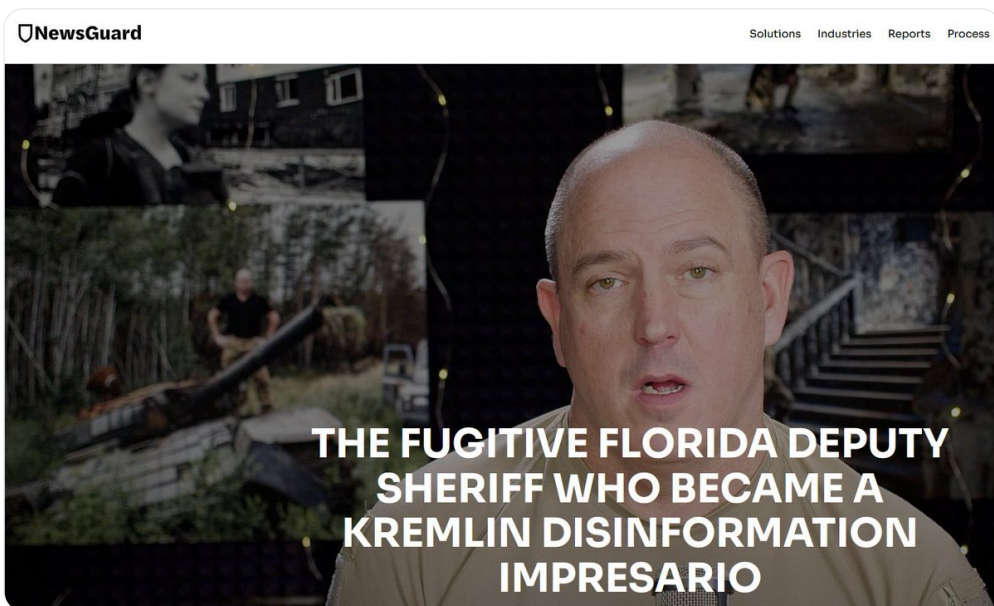 NewsGuard
Solutions Industries Reports Process
THE FUGITIVE FLORIDA DEPUTY
SHERIFF WHO BECAME A
KREMLIN DISINFORMATION
IMPRESARIO